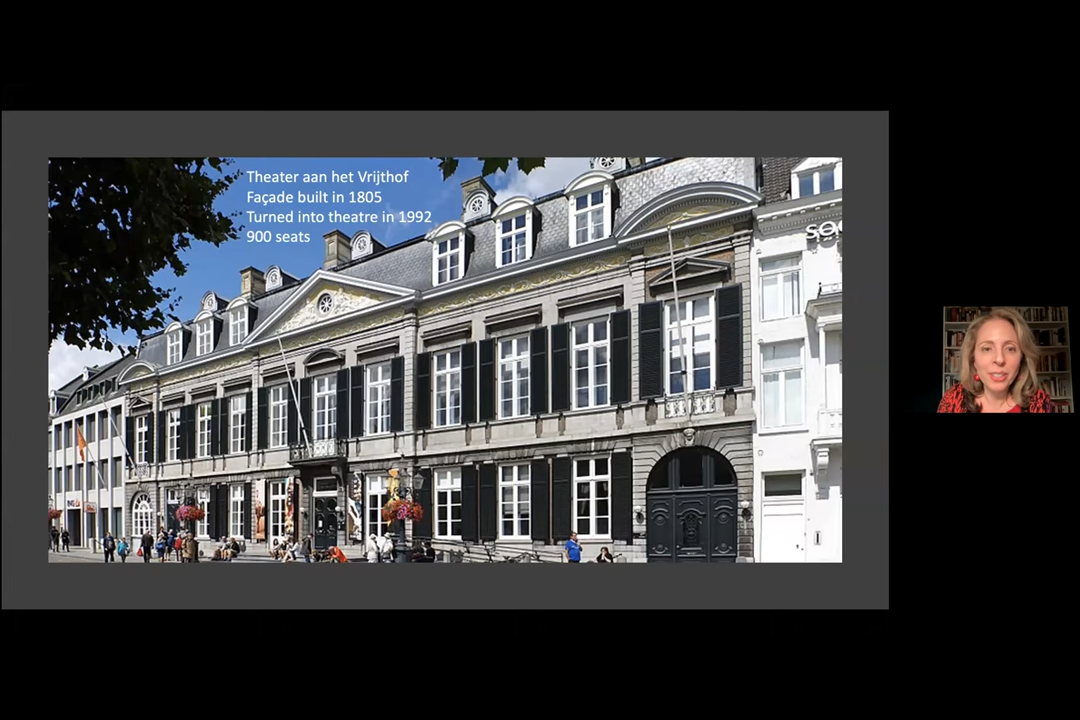 Theater aan het Vrijthof
Façade built in 1805
Turned into theatre in 1992
900 seats